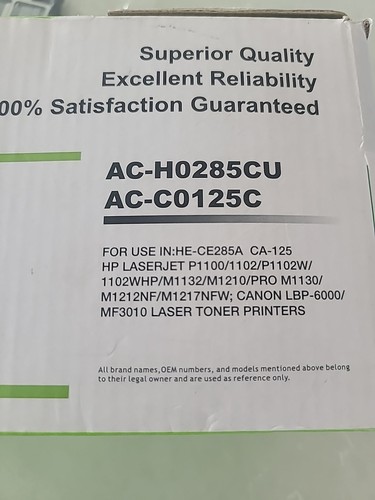 Superior Quality
Excellent Reliability
00% Satisfaction Guaranteed
AC-H0285CU
AC-C0125C
FOR USE IN:HE-CE285A CA-125
HP LASERJET P1100/1102/P1102W/
1102WHP/M1132/M1210/PRO M1130/
M1212NF/M1217NFW; CANON LBP-6000/
MF3010 LASER TONER PRINTERS
All brand names,OEM numbers, and models mentioned above belong
to their legal owner and are used as reference only.